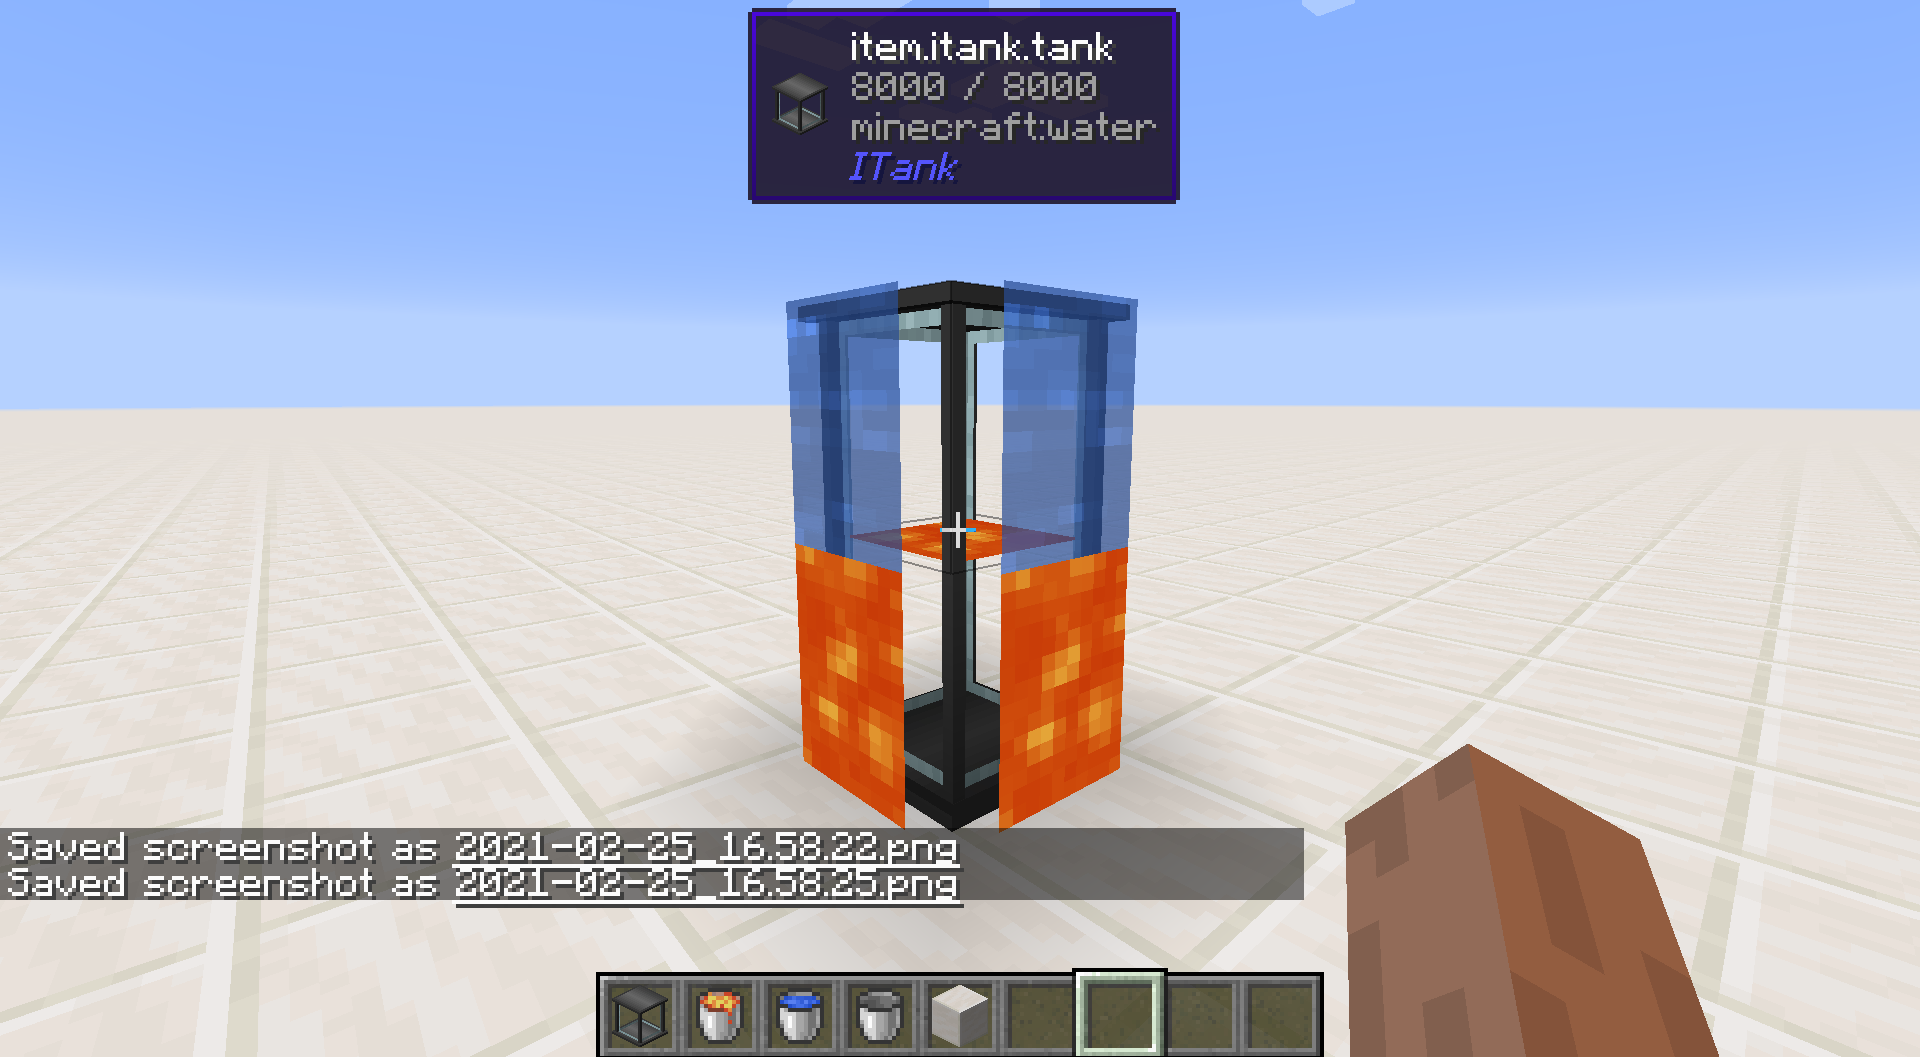 item.itank.tank
8000 / 8000
minecraft:water
ITank
Saved screenshot as 2021-02-25_16.58.22.png
Saved screenshot as 2021-02-25_16.58.25.png